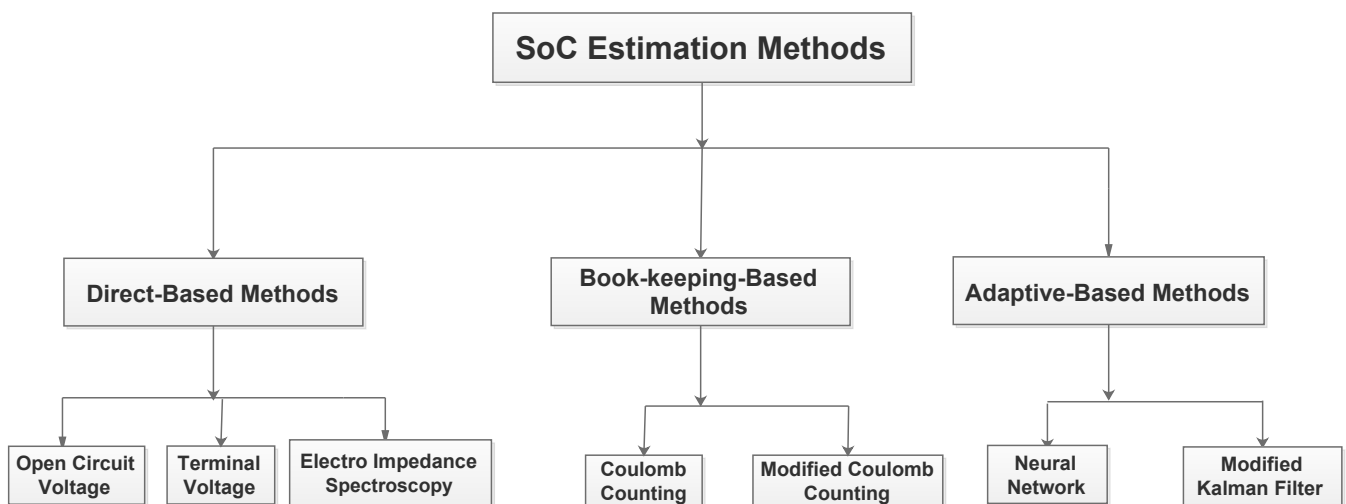 SoC Estimation Methods
Direct-Based Methods
Book-keeping-Based
Methods
Adaptive-Based Methods
Open Circuit
Voltage
Terminal
Voltage
Electro Impedance
Spectroscopy
Coulomb
Counting
Modified Coulomb
Counting
Neural
Network
Modified
Kalman Filter